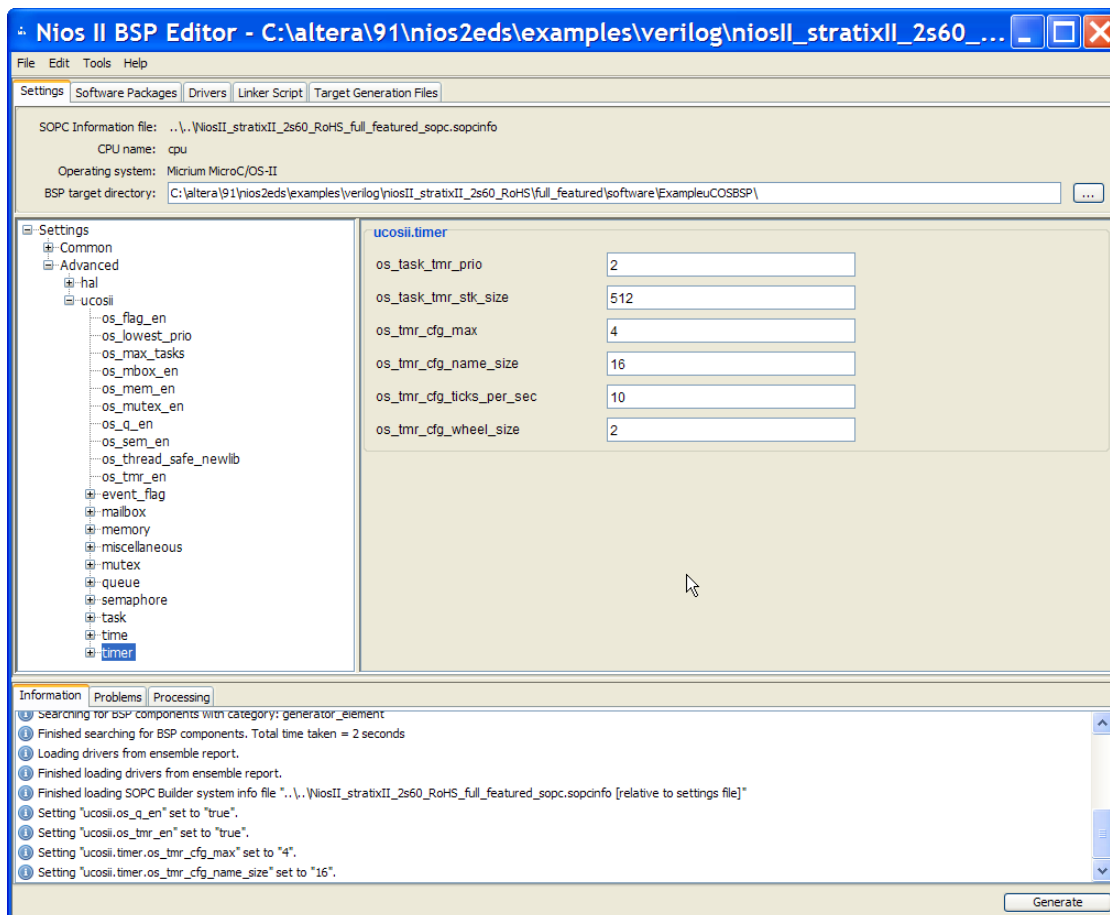 Nios II BSP Editor - C:\altera\91\nios2eds\examples\verilog\niosII_stratixII_2s60_...
File Edit Tools Help
Settings Software Packages Drivers Linker Script Target Generation Files
SOPC Information file: ..\..\NiosII_stratixII_2s60_RoHS_full_featured_sopc.sopcinfo
CPU name: cpu
Operating system: Micrium MicroC/OS-II
BSP target directory: C:\altera\91\nios2eds\examples\verilog\niosII_stratixII_2s60_RoHS\full_featured\software\ExampleuCOSBSP\ ...
Settings
Common
Advanced
hal
ucosii
os_flag_en
os_lowest_prio
os_max_tasks
os_mbox_en
os_mem_en
os_mutex_en
os_q_en
os_sem_en
os_thread_safe_newlib
os_tmr_en
event_flag
mailbox
memory
miscellaneous
mutex
queue
semaphore
task
time
timer
ucosii.timer
os_task_tmr_prio 2
os_task_tmr_stk_size 512
os_tmr_cfg_max 4
os_tmr_cfg_name_size 16
os_tmr_cfg_ticks_per_sec 10
os_tmr_cfg_wheel_size 2
Information Problems Processing
Searching for BSP components with category: generator_element
Finished searching for BSP components. Total time taken = 2 seconds
Loading drivers from ensemble report.
Finished loading drivers from ensemble report.
Finished loading SOPC Builder system info file "..\..\NiosII_stratixII_2s60_RoHS_full_featured_sopc.sopcinfo [relative to settings file]"
Setting "ucosii.os_q_en" set to "true".
Setting "ucosii.os_tmr_en" set to "true".
Setting "ucosii.timer.os_tmr_cfg_max" set to "4".
Setting "ucosii.timer.os_tmr_cfg_name_size" set to "16".
Generate